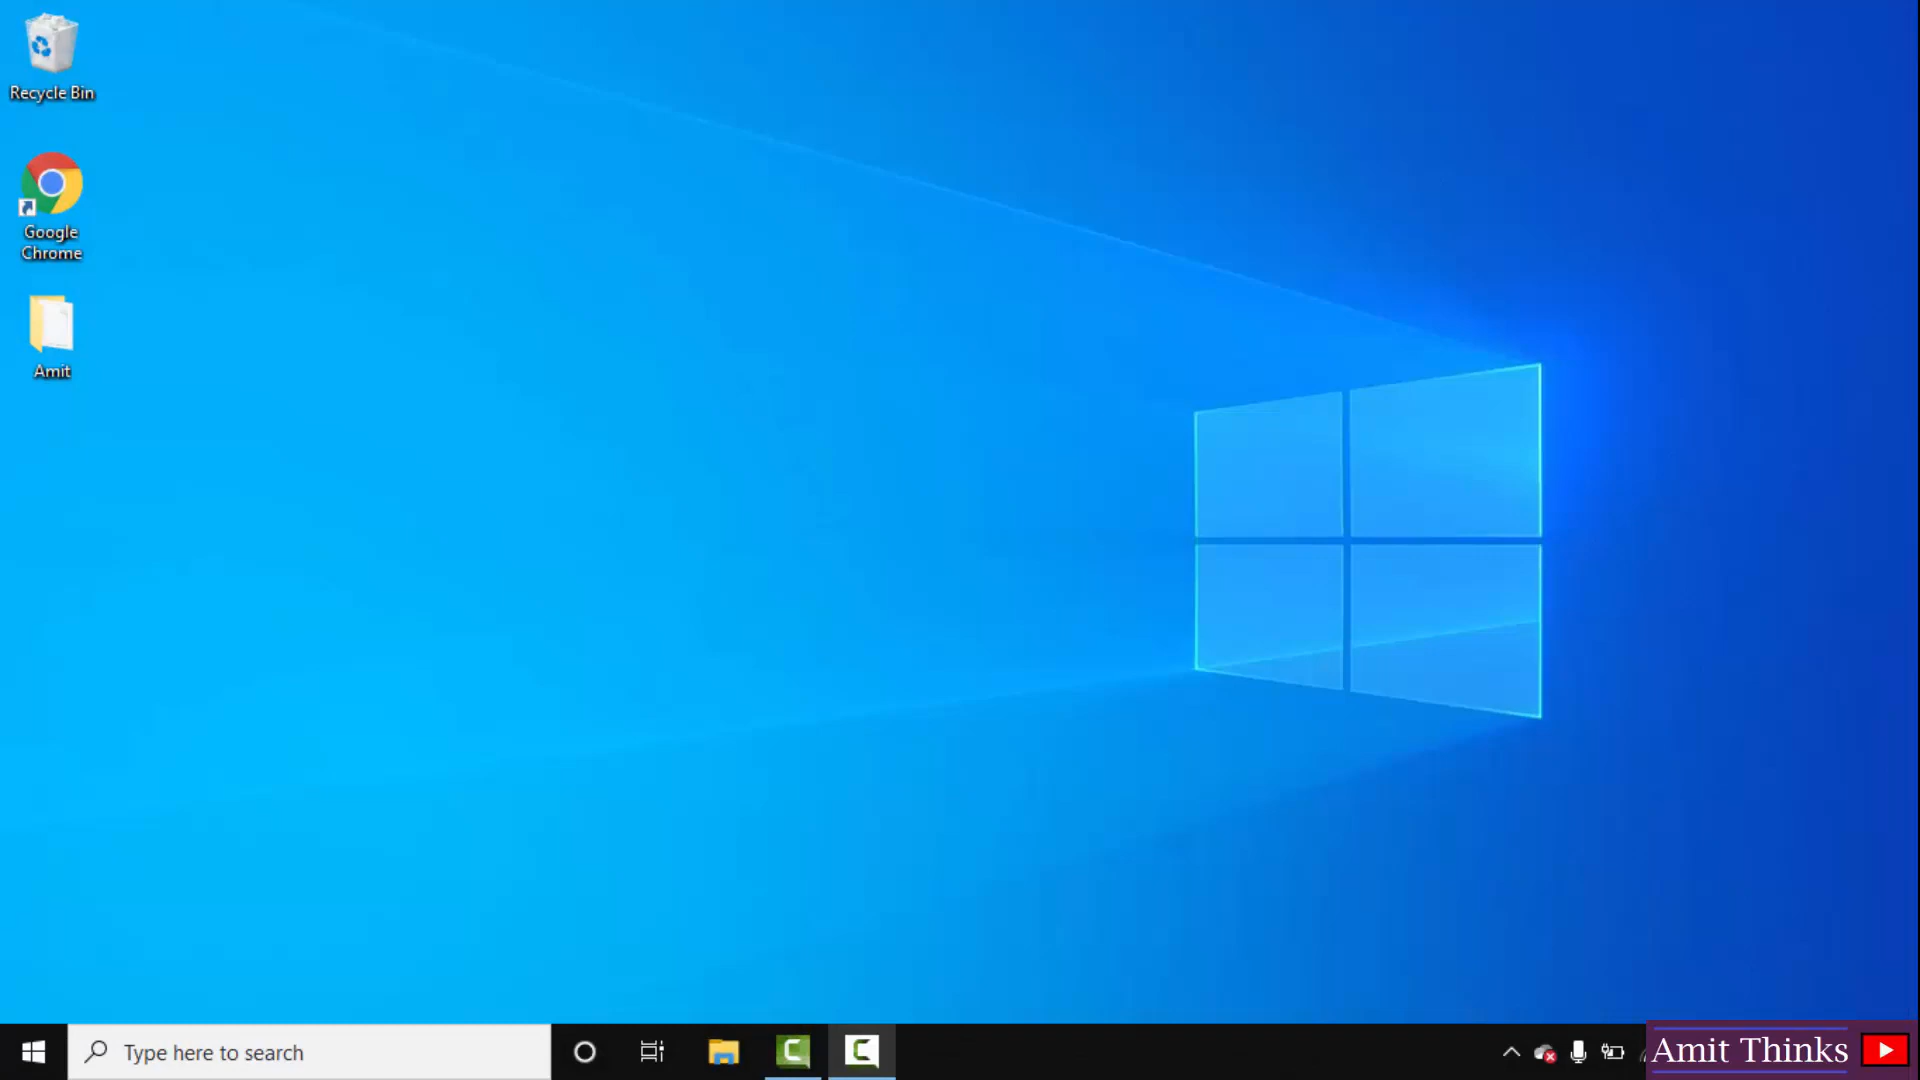 Recycle Bin
Google
Chrome
Amit
Type here to search
Amit Thinks